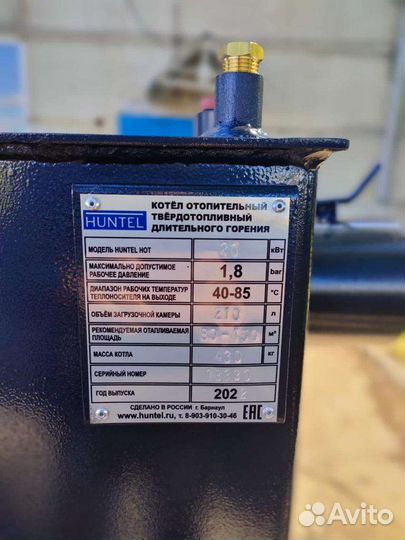 HUNTEL
КОТЁЛ ОТОПИТЕЛЬНЫЙ
ТВЁРДОТОПЛИВНЫЙ
ДЛИТЕЛЬНОГО ГОРЕНИЯ
МОДЕЛЬ HUNTEL HOT кВт
МАКСИМАЛЬНО ДОПУСТИМОЕ
РАБОЧЕЕ ДАВЛЕНИЕ 1,8 bar
ДИАПАЗОН РАБОЧИХ ТЕМПЕРАТУР
ТЕПЛОНОСИТЕЛЯ НА ВЫХОДЕ 40-85 °C
ОБЪЁМ ЗАГРУЗОЧНОЙ КАМЕРЫ л
РЕКОМЕНДУЕМАЯ ОТАПЛИВАЕМАЯ
ПЛОЩАДЬ м²
МАССА КОТЛА кг
СЕРИЙНЫЙ НОМЕР
ГОД ВЫПУСКА
СДЕЛАНО В РОССИИ г. Барнаул
www.huntel.ru, т. 8-903-910-30-46 EAC
Avito